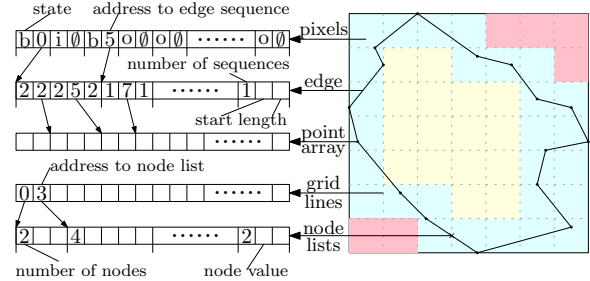 state address to edge sequence
b 0 i ∅ b 5 o ∅ o ∅ ...... o ∅
pixels
number of sequences
2 2 2 5 2 1 7 1 ...... 1
edge
start length
......
point
array
address to node list
0 3 ......
grid
lines
2 4 ...... 2
node
lists
number of nodes node value